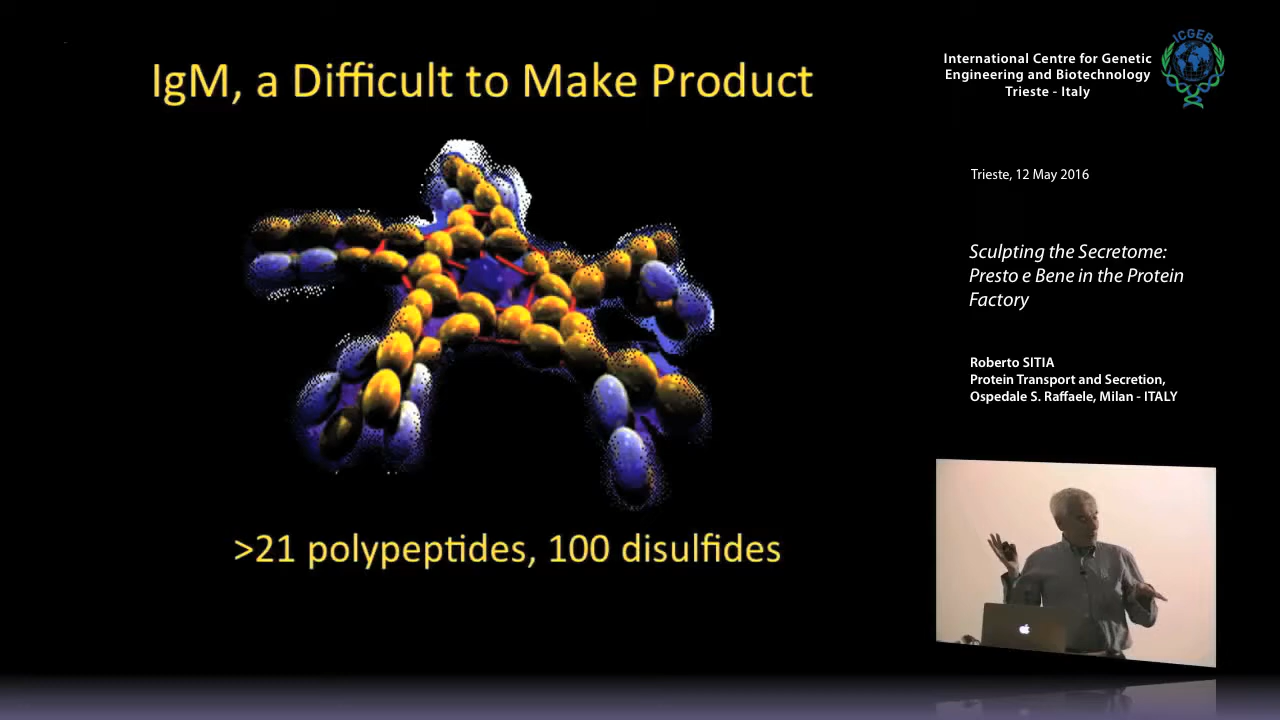 IgM, a Difficult to Make Product
>21 polypeptides, 100 disulfides
ICGEB
International Centre for Genetic
Engineering and Biotechnology
Trieste - Italy
Trieste, 12 May 2016
Sculpting the Secretome:
Presto e Bene in the Protein
Factory
Roberto SITIA
Protein Transport and Secretion,
Ospedale S. Raffaele, Milan - ITALY